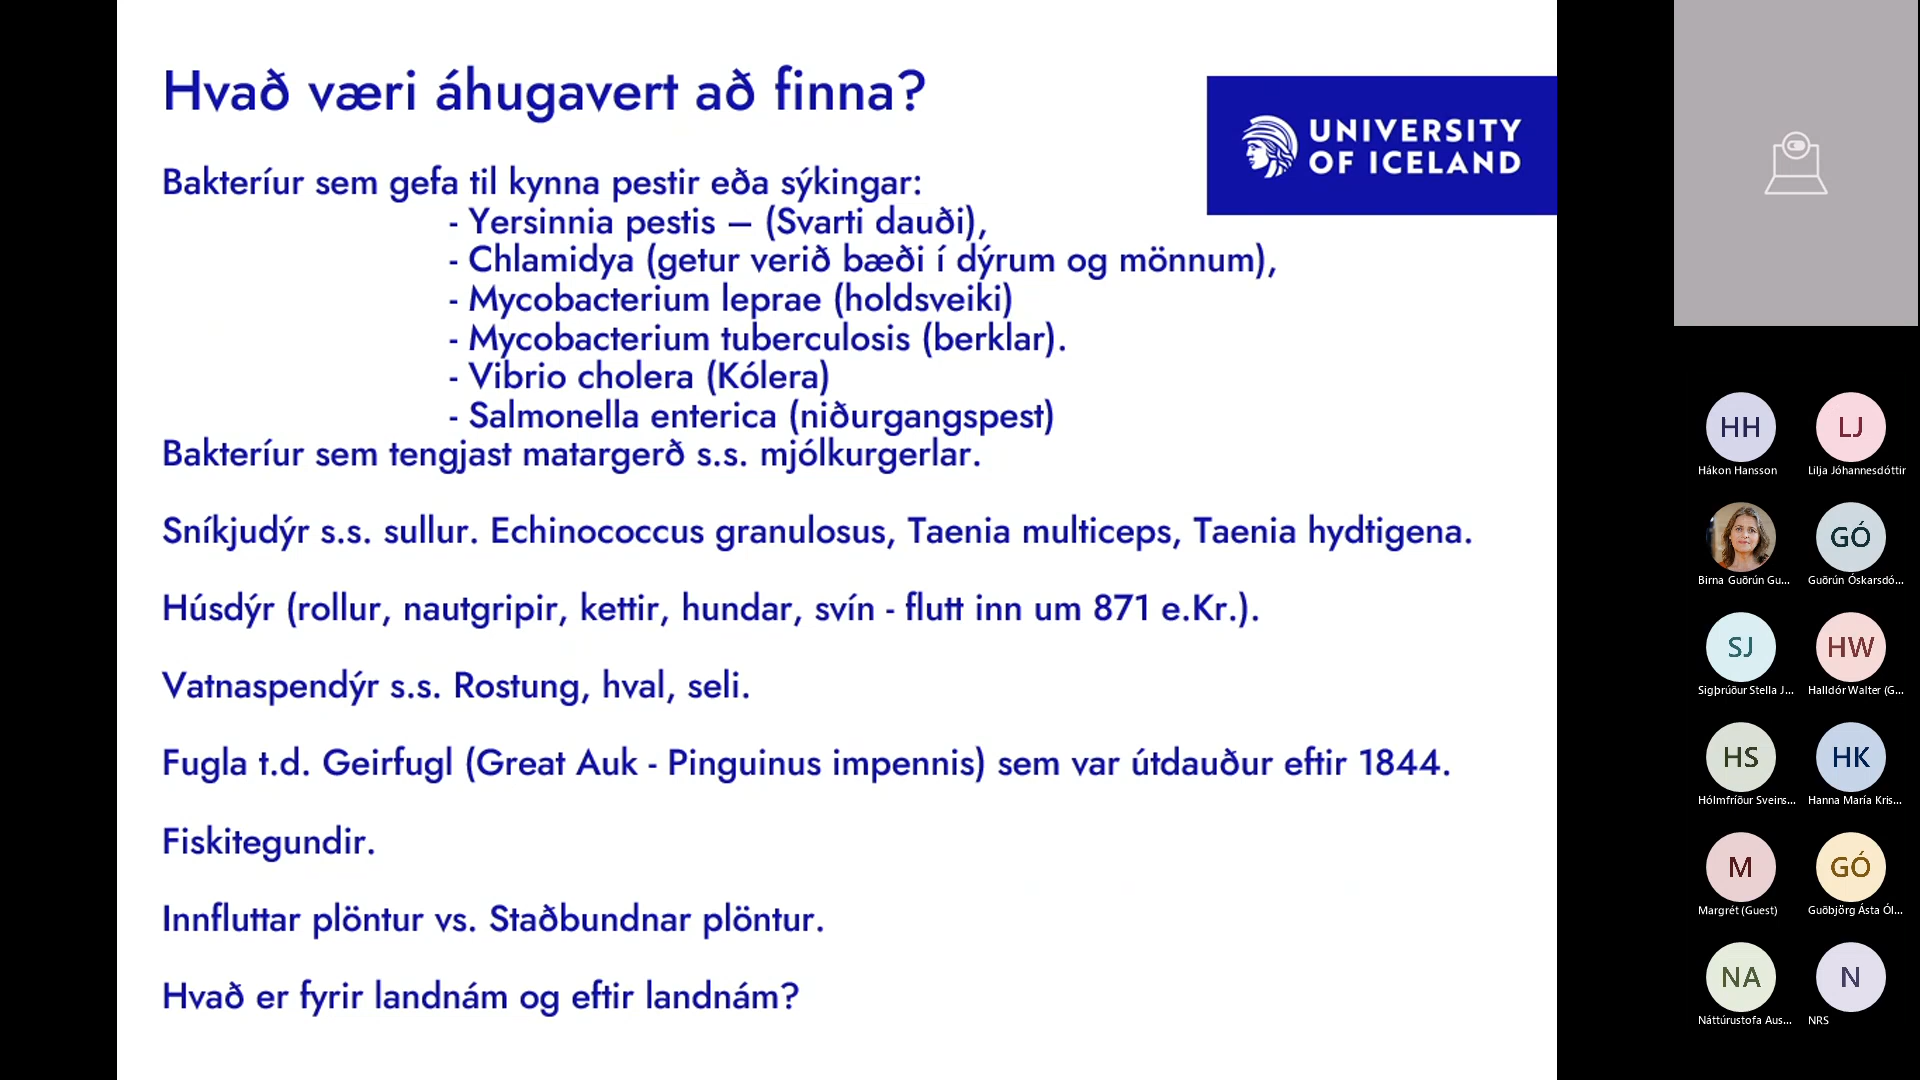 Hvað væri áhugavert að finna?
UNIVERSITY
OF ICELAND
Bakteríur sem gefa til kynna pestir eða sýkingar:
- Yersinnia pestis – (Svarti dauði),
- Chlamidya (getur verið bæði í dýrum og mönnum),
- Mycobacterium leprae (holdsveiki)
- Mycobacterium tuberculosis (berklar).
- Vibrio cholera (Kólera)
- Salmonella enterica (niðurgangspest)
Bakteríur sem tengjast matargerð s.s. mjólkurgerlar.
Sníkjudýr s.s. sullur. Echinococcus granulosus, Taenia multiceps, Taenia hydtigena.
Húsdýr (rollur, nautgripir, kettir, hundar, svín - flutt inn um 871 e.Kr.).
Vatnaspendýr s.s. Rostung, hval, seli.
Fugla t.d. Geirfugl (Great Auk - Pinguinus impennis) sem var útdauður eftir 1844.
Fiskitegundir.
Innfluttar plöntur vs. Staðbundnar plöntur.
Hvað er fyrir landnám og eftir landnám?
HH LJ
Hákon Hansson Lilja Jóhannesdóttir
GÓ
Birna Guðrún Gu... Guðrún Óskarsdó...
SJ HW
Sigþrúður Stella J... Halldór Walter (G...
HS HK
Hólmfríður Sveins... Hanna María Kris...
M GÓ
Margrét (Guest) Guðbjörg Ásta Ól...
NA N
Náttúrustofa Aus... NRS